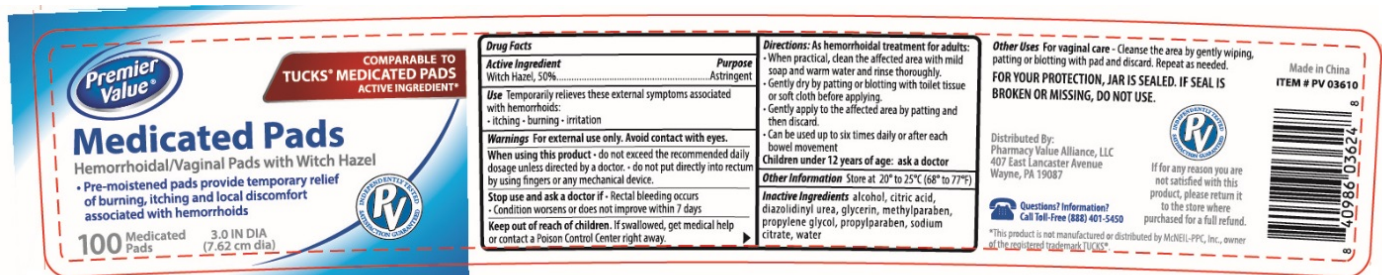 Premier
Value®
COMPARABLE TO
TUCKS® MEDICATED PADS
ACTIVE INGREDIENT*
Medicated Pads
Hemorrhoidal/Vaginal Pads with Witch Hazel
• Pre-moistened pads provide temporary relief
of burning, itching and local discomfort
associated with hemorrhoids
100 Medicated
Pads
3.0 IN DIA
(7.62 cm dia)
INDEPENDENTLY TESTED
PV
SATISFACTION GUARANTEED
Drug Facts
Active Ingredient Purpose
Witch Hazel, 50%............Astringent
Use Temporarily relieves these external symptoms associated
with hemorrhoids:
• itching • burning • irritation
Warnings For external use only. Avoid contact with eyes.
When using this product • do not exceed the recommended daily
dosage unless directed by a doctor. • do not put directly into rectum
by using fingers or any mechanical device.
Stop use and ask a doctor if • Rectal bleeding occurs
• Condition worsens or does not improve within 7 days
Keep out of reach of children. If swallowed, get medical help
or contact a Poison Control Center right away.
Directions: As hemorrhoidal treatment for adults:
• When practical, clean the affected area with mild
soap and warm water and rinse thoroughly.
• Gently dry by patting or blotting with toilet tissue
or soft cloth before applying.
• Gently apply to the affected area by patting and
then discard.
• Can be used up to six times daily or after each
bowel movement
Children under 12 years of age: ask a doctor
Other Information Store at 20° to 25°C (68° to 77°F)
Inactive Ingredients alcohol, citric acid,
diazolidinyl urea, glycerin, methylparaben,
propylene glycol, propylparaben, sodium
citrate, water
Other Uses For vaginal care - Cleanse the area by gently wiping,
patting or blotting with pad and discard. Repeat as needed.
FOR YOUR PROTECTION, JAR IS SEALED. IF SEAL IS
BROKEN OR MISSING, DO NOT USE.
Distributed By:
Pharmacy Value Alliance, LLC
407 East Lancaster Avenue
Wayne, PA 19087
Questions? Information?
Call Toll-Free (888) 401-5450
INDEPENDENTLY TESTED
PV
SATISFACTION GUARANTEED
If for any reason you are
not satisfied with this
product, please return it
to the store where
purchased for a full refund.
*This product is not manufactured or distributed by McNEIL-PPC, Inc., owner
of the registered trademark TUCKS®.
Made in China
ITEM # PV 03610
8 40986 03624 8